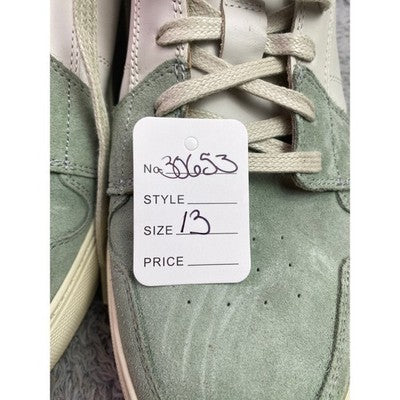 No. 30653
STYLE
SIZE 13
PRICE